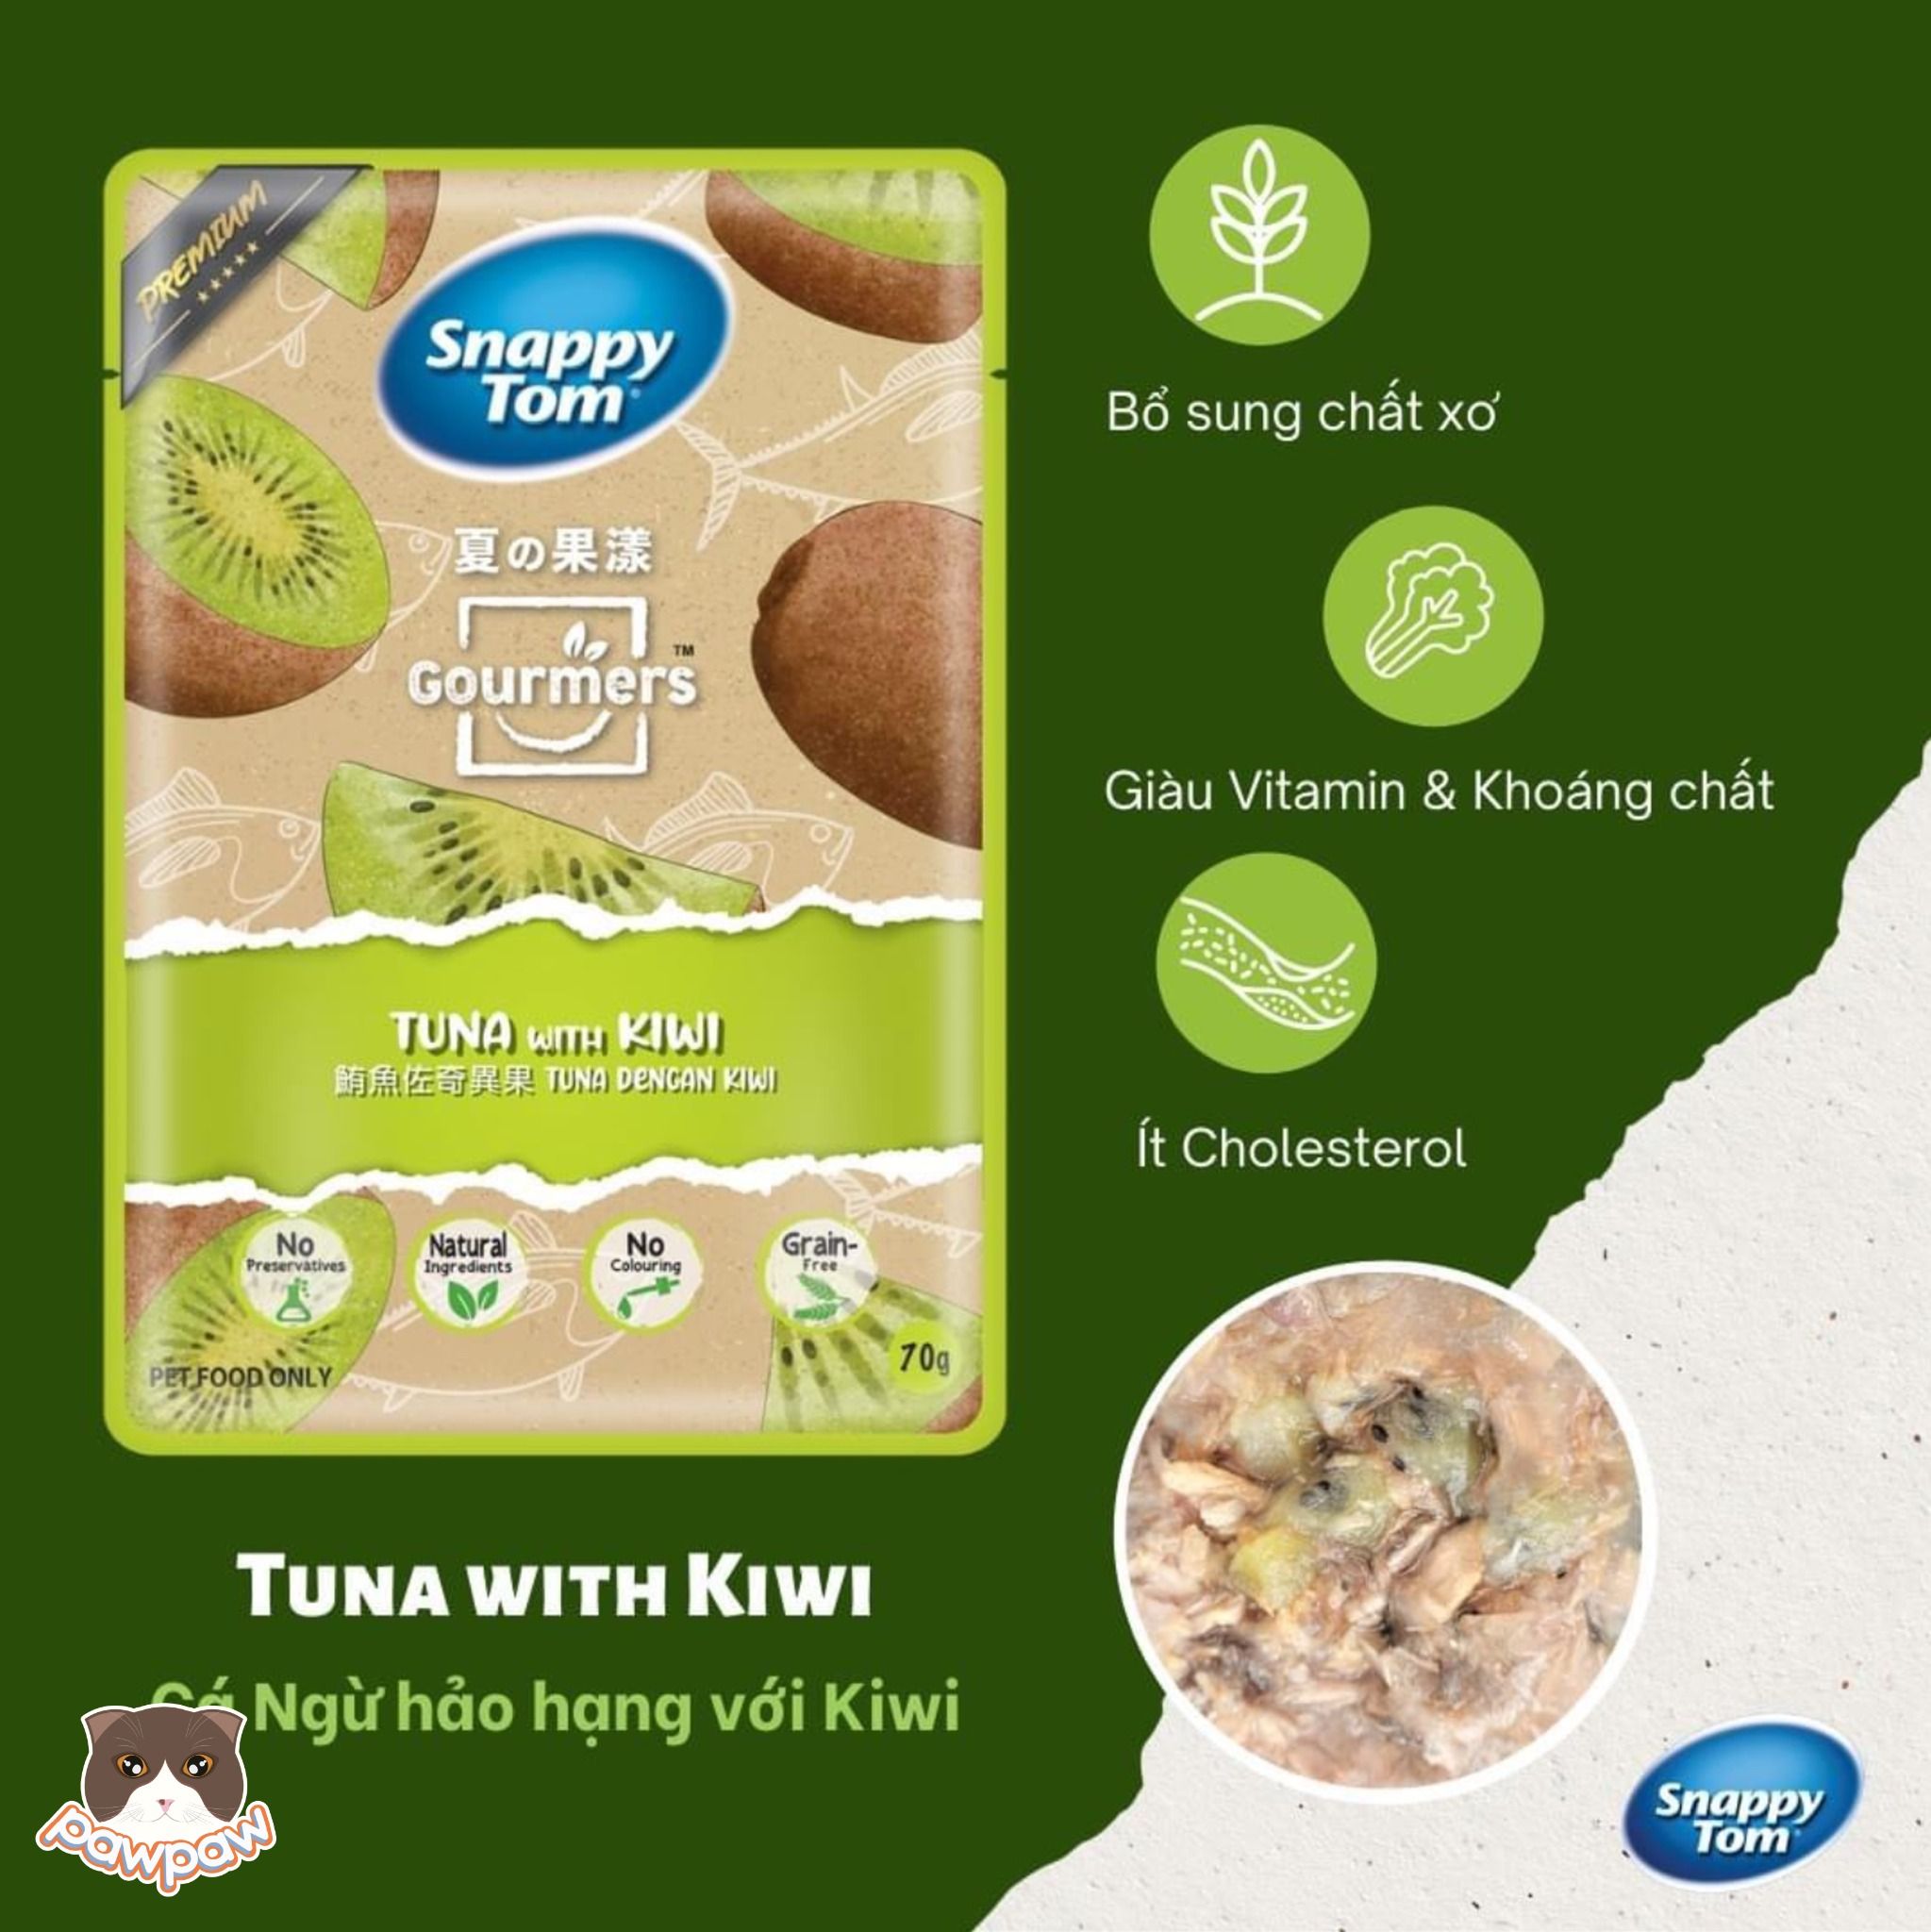 PREMIUM
Snappy
Tom
夏の果漾
Gourmers™
TUNA WITH KIWI
鮪魚佐奇異果 TUNA DENGAN KIWI
No
Preservatives
Natural
Ingredients
No
Colouring
Grain-
Free
PET FOOD ONLY
70g
Bổ sung chất xơ
Giàu Vitamin & Khoáng chất
Ít Cholesterol
TUNA WITH KIWI
Cá Ngừ hảo hạng với Kiwi
pawpaw
Snappy
Tom